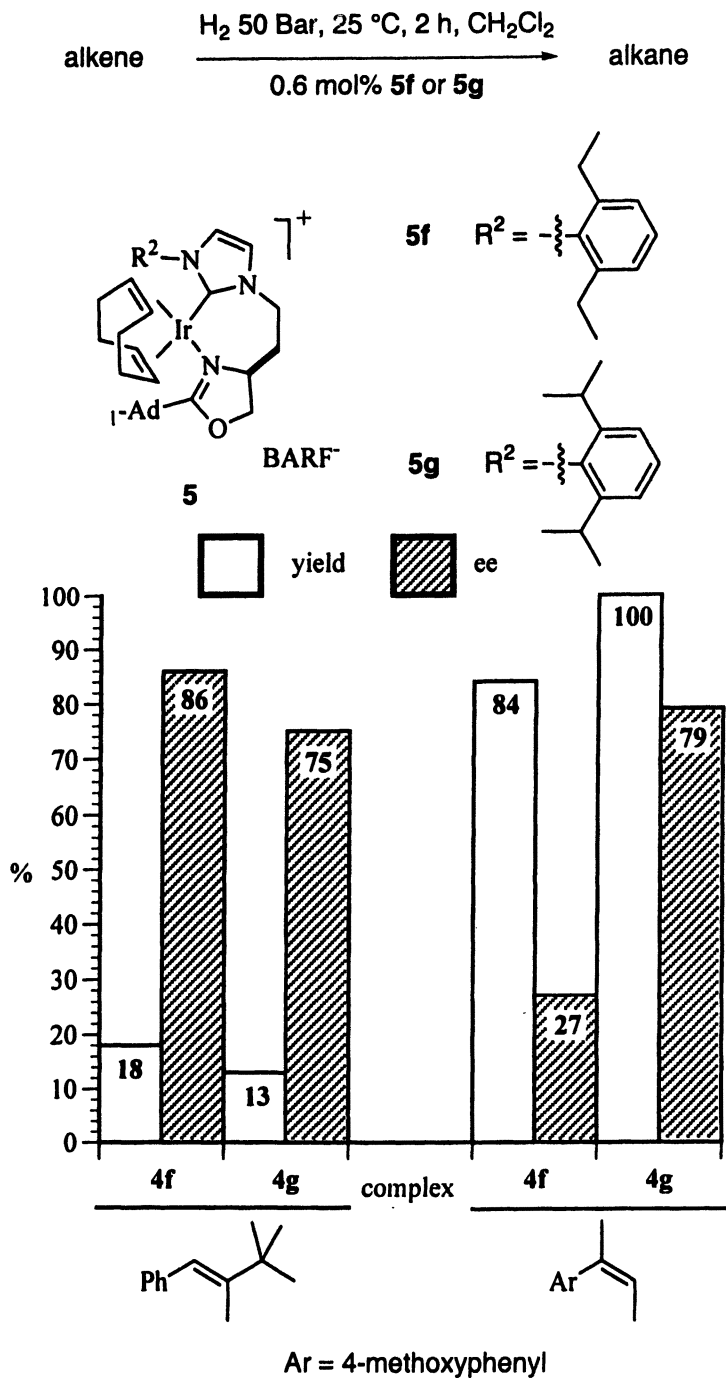 H2 50 Bar, 25 °C, 2 h, CH2Cl2
alkene
alkane
0.6 mol% 5f or 5g
5f R2 =
R2
N
N
Ir
N
1-Ad
O
+
BARF-
5
5g R2 =
yield
ee
100
90
80
70
60
50
40
30
20
10
0
%
18
86
13
75
84
27
100
79
4f
4g
complex
4f
4g
Ph
Ar
Ar = 4-methoxyphenyl